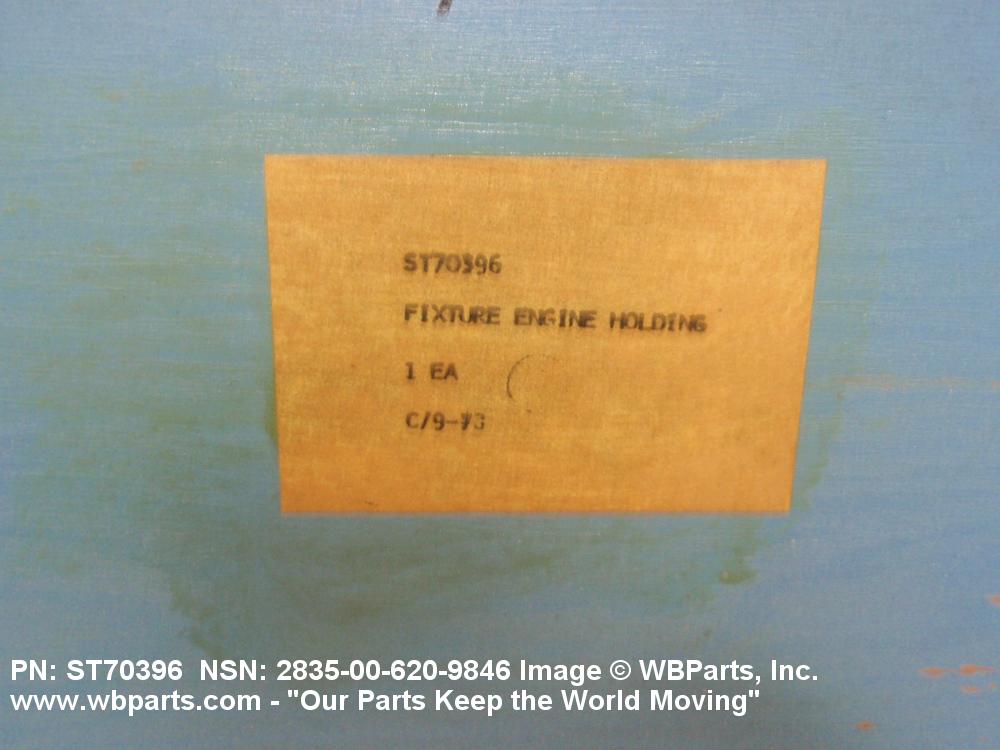 ST70396
FIXTURE ENGINE HOLDING
1 EA
C/9-73
PN: ST70396 NSN: 2835-00-620-9846 Image © WBParts, Inc.
www.wbparts.com - "Our Parts Keep the World Moving"